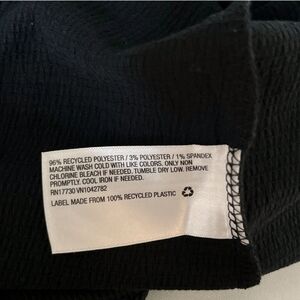 96% RECYCLED POLYESTER / 3% POLYESTER / 1% SPANDEX
MACHINE WASH COLD WITH LIKE COLORS. ONLY NON
CHLORINE BLEACH IF NEEDED. TUMBLE DRY LOW. REMOVE
PROMPTLY. COOL IRON IF NEEDED.
RN17730 VN1042782
LABEL MADE FROM 100% RECYCLED PLASTIC